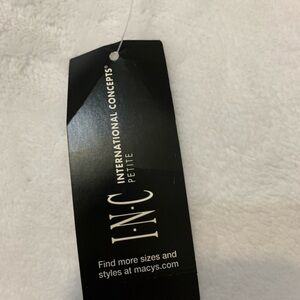 I·N·C
INTERNATIONAL CONCEPTS®
PETITE
Find more sizes and
styles at macys.com